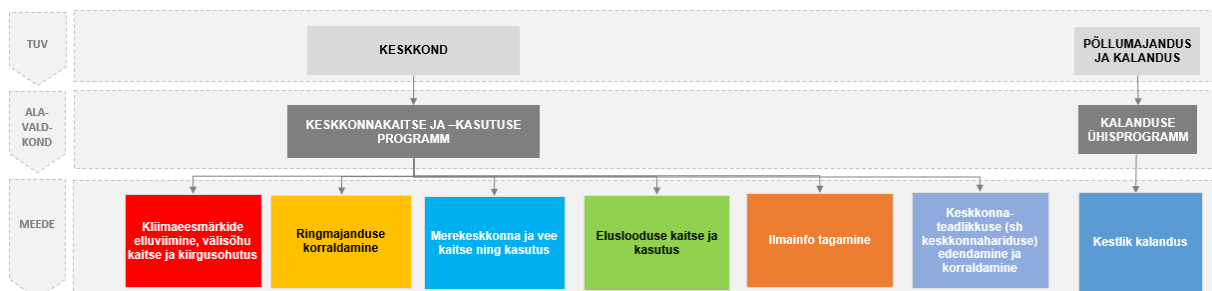 TUV
KESKKOND
PÕLLUMAJANDUS
JA KALANDUS
ALA-
VALD-
KOND
KESKKONNAKAITSE JA –KASUTUSE
PROGRAMM
KALANDUSE
ÜHISPROGRAMM
MEEDE
Kliimaeesmärkide
elluviimine, välisõhu
kaitse ja kiirgusohutus
Ringmajanduse
korraldamine
Merekeskkonna ja vee
kaitse ning kasutus
Eluslooduse kaitse ja
kasutus
Ilmainfo tagamine
Keskkonna-
teadlikkuse (sh
keskkonnahariduse)
edendamine ja
korraldamine
Kestlik kalandus